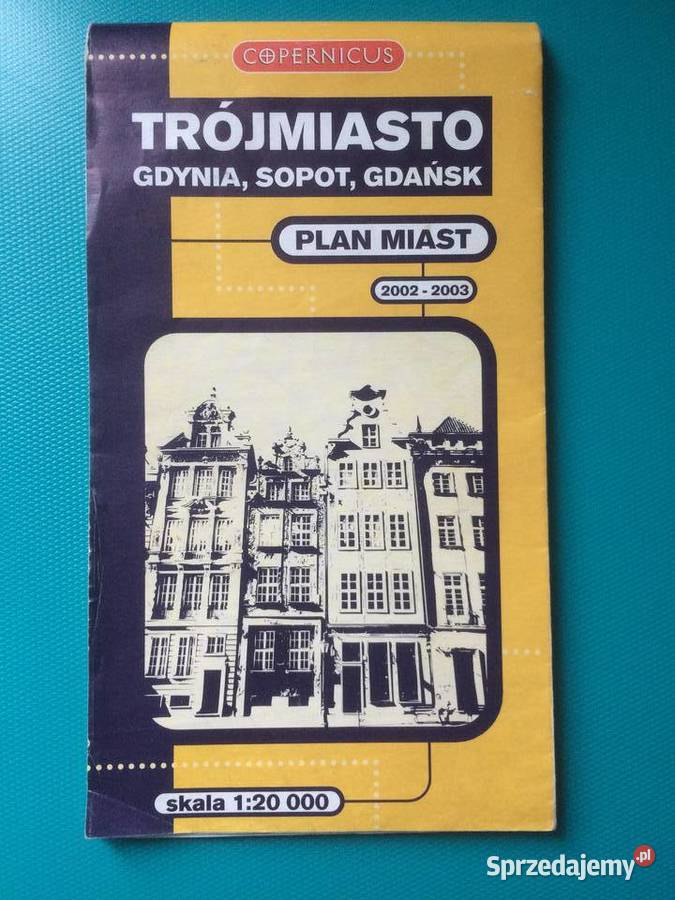 COPERNICUS
TRÓJMIASTO
GDYNIA, SOPOT, GDAŃSK
PLAN MIAST
2002 - 2003
skala 1:20 000
Sprzedajemy.pl